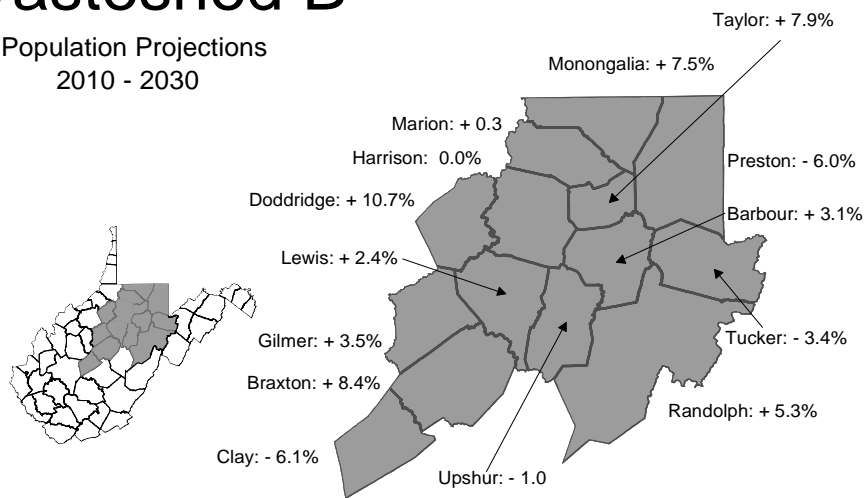 Population Projections
2010 - 2030
Taylor: + 7.9%
Monongalia: + 7.5%
Marion: + 0.3
Harrison: 0.0%
Preston: - 6.0%
Doddridge: + 10.7%
Barbour: + 3.1%
Lewis: + 2.4%
Tucker: - 3.4%
Gilmer: + 3.5%
Braxton: + 8.4%
Randolph: + 5.3%
Clay: - 6.1%
Upshur: - 1.0